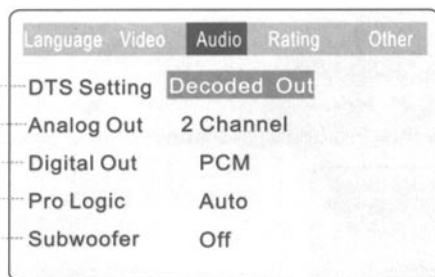 Language Video Audio Rating Other
DTS Setting Decoded Out
Analog Out 2 Channel
Digital Out PCM
Pro Logic Auto
Subwoofer Off